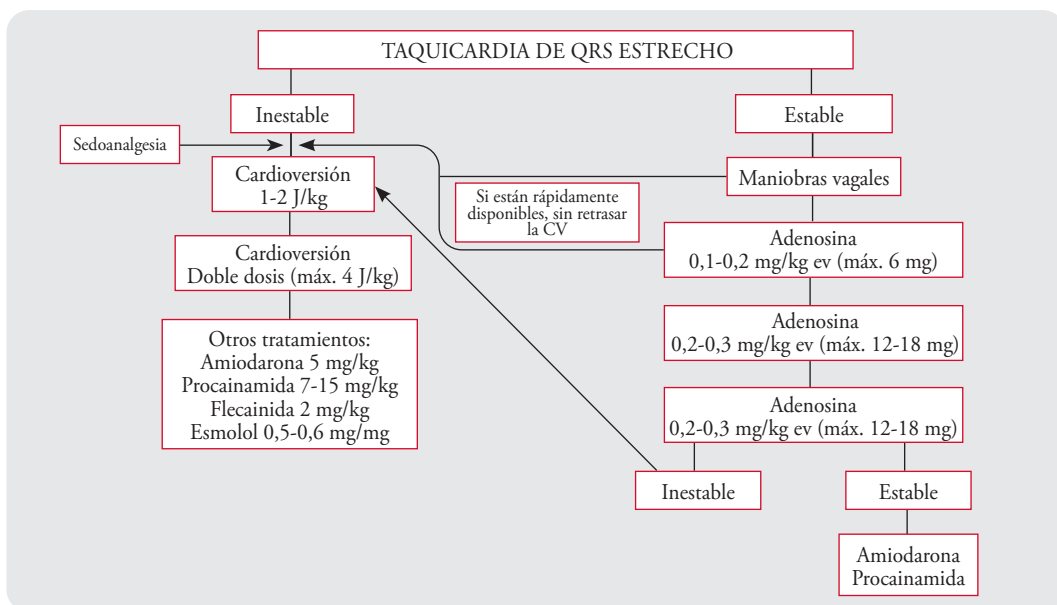 TAQUICARDIA DE QRS ESTRECHO
Inestable
Estable
Sedoanalgesia
Cardioversión
1-2 J/kg
Maniobras vagales
Si están rápidamente
disponibles, sin retrasar
la CV
Cardioversión
Doble dosis (máx. 4 J/kg)
Adenosina
0,1-0,2 mg/kg ev (máx. 6 mg)
Otros tratamientos:
Amiodarona 5 mg/kg
Procainamida 7-15 mg/kg
Flecainida 2 mg/kg
Esmolol 0,5-0,6 mg/mg
Adenosina
0,2-0,3 mg/kg ev (máx. 12-18 mg)
Adenosina
0,2-0,3 mg/kg ev (máx. 12-18 mg)
Inestable
Estable
Amiodarona
Procainamida